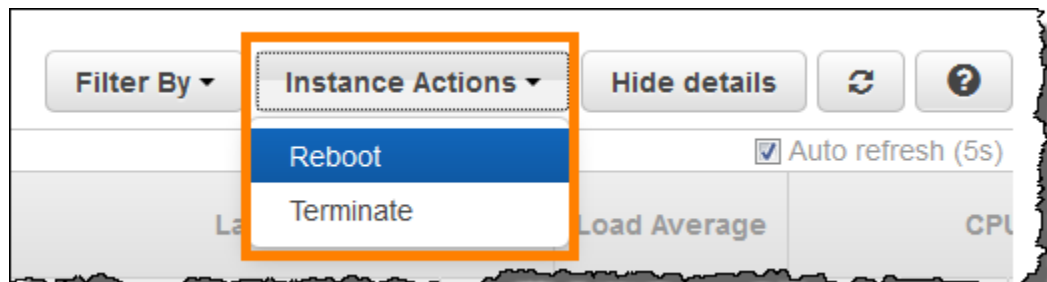 Filter By Instance Actions Hide details
Reboot
Auto refresh (5s)
Terminate
Load Average